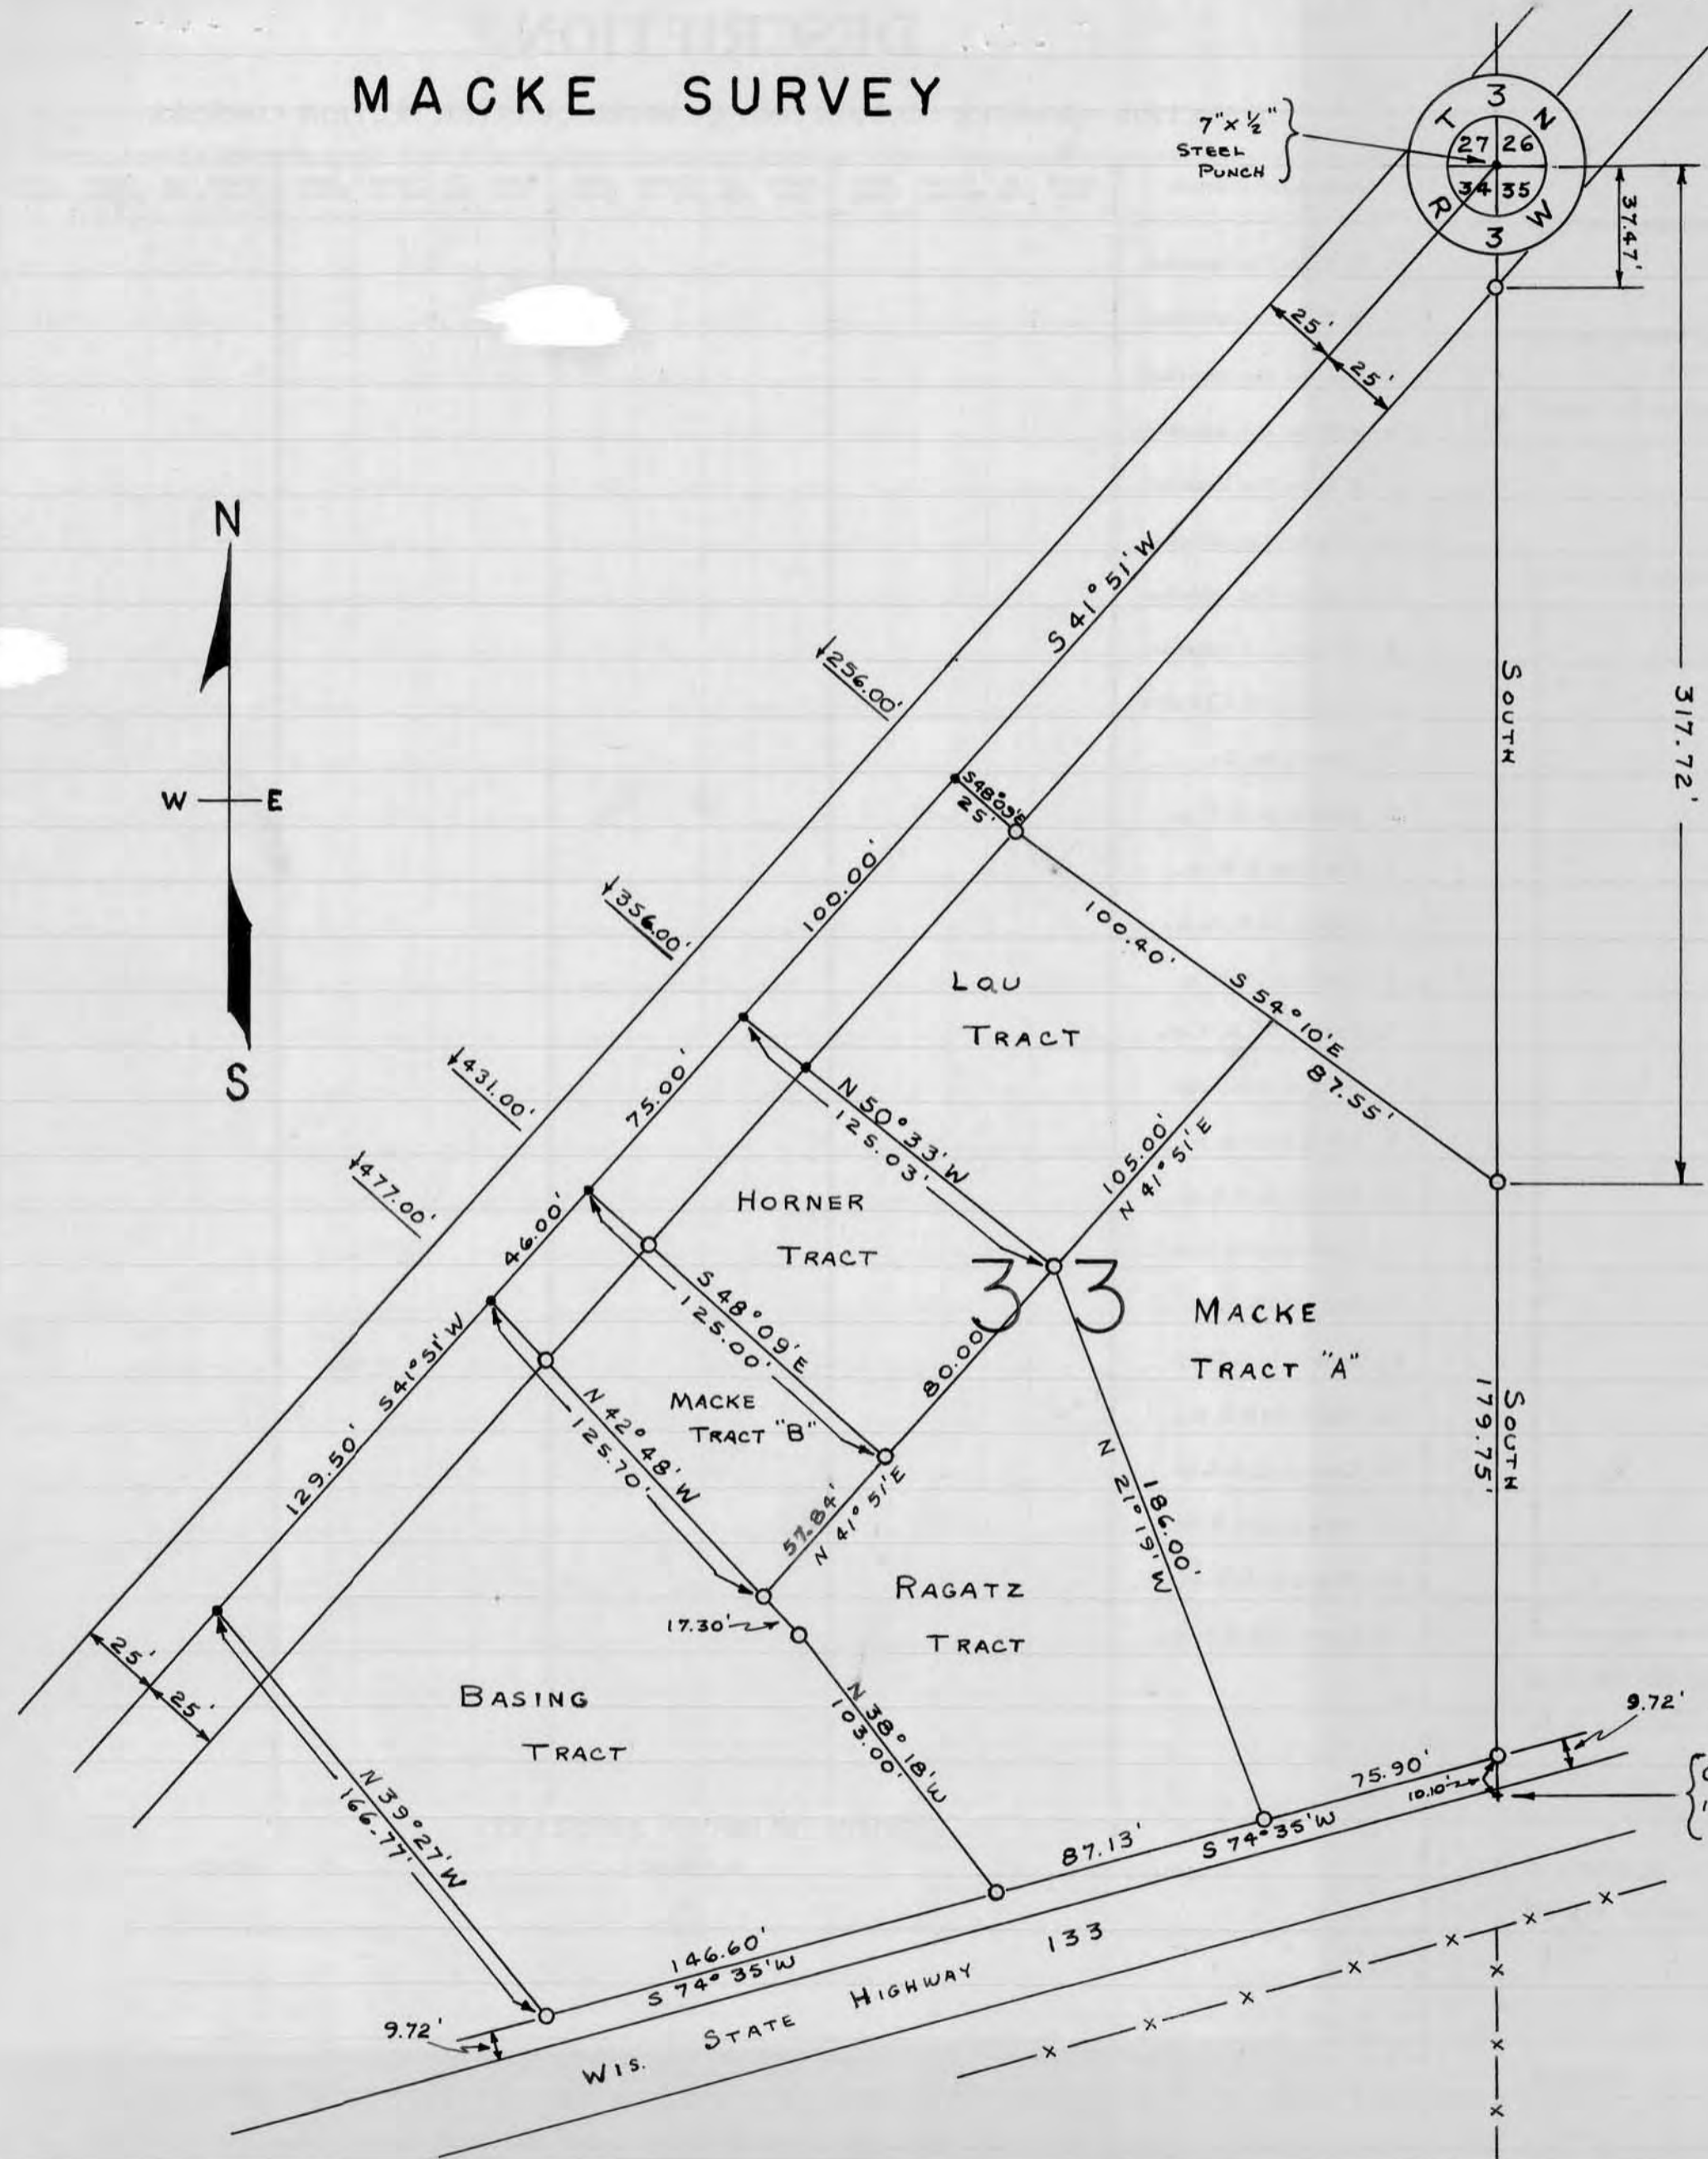 MACKE SURVEY
7" x 1/2"
STEEL
PUNCH
3
T N
27 26
34 35
R W
3
37.47'
25'
25'
N
W E
S
S 41° 51' W
SOUTH
317.72'
256.00'
S48°09'E
25'
100.00'
356.00'
100.40'
S 54° 10' E
87.55'
LOU
TRACT
75.00'
431.00'
N 50° 33' W
125.03'
105.00'
N 41° 51' E
477.00'
46.00'
HORNER
TRACT
S 48° 09' E
125.00'
80.00'
3 3
MACKE
TRACT "A"
S 41° 51' W
129.50'
MACKE
TRACT "B"
N 42° 48' W
125.70'
57.84'
N 41° 51' E
186.00'
N 21° 19' W
SOUTH
179.75'
RAGATZ
TRACT
17.30'
25'
25'
BASING
TRACT
N 38° 18' W
103.00'
9.72'
75.90'
10.10'
N 39° 27' W
166.77'
87.13'
S 74° 35' W
146.60'
S 74° 35' W
9.72'
WIS. STATE HIGHWAY 133